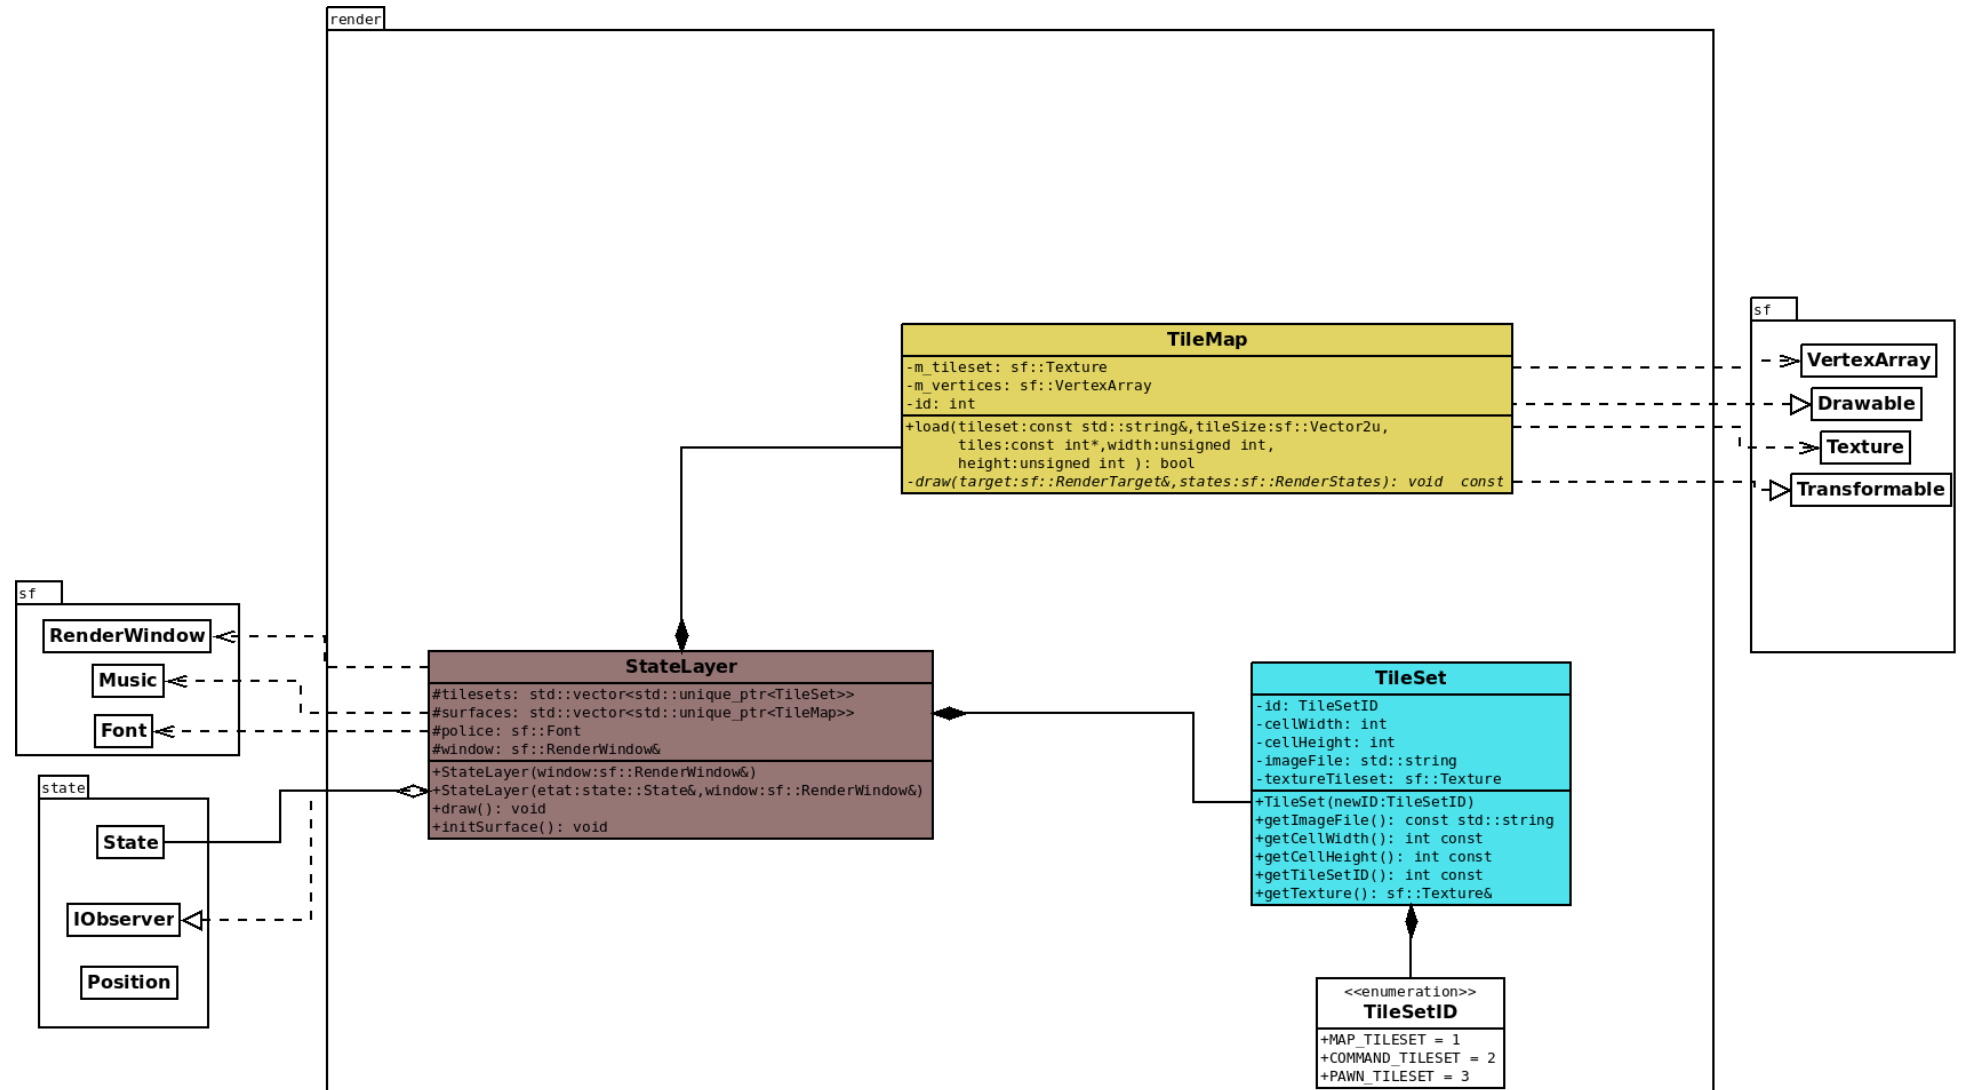 render
TileMap
-m_tileset: sf::Texture
-m_vertices: sf::VertexArray
-id: int
+load(tileset:const std::string&,tileSize:sf::Vector2u,
tiles:const int*,width:unsigned int,
height:unsigned int ): bool
-draw(target:sf::RenderTarget&,states:sf::RenderStates): void  const
sf
VertexArray
Drawable
Texture
Transformable
sf
RenderWindow
Music
Font
state
State
IObserver
Position
StateLayer
#tilesets: std::vector<std::unique_ptr<TileSet>>
#surfaces: std::vector<std::unique_ptr<TileMap>>
#police: sf::Font
#window: sf::RenderWindow&
+StateLayer(window:sf::RenderWindow&)
+StateLayer(etat:state::State&,window:sf::RenderWindow&)
+draw(): void
+initSurface(): void
TileSet
-id: TileSetID
-cellWidth: int
-cellHeight: int
-imageFile: std::string
-textureTileset: sf::Texture
+TileSet(newID:TileSetID)
+getImageFile(): const std::string
+getCellWidth(): int const
+getCellHeight(): int const
+getTileSetID(): int const
+getTexture(): sf::Texture&
<<enumeration>>
TileSetID
+MAP_TILESET = 1
+COMMAND_TILESET = 2
+PAWN_TILESET = 3